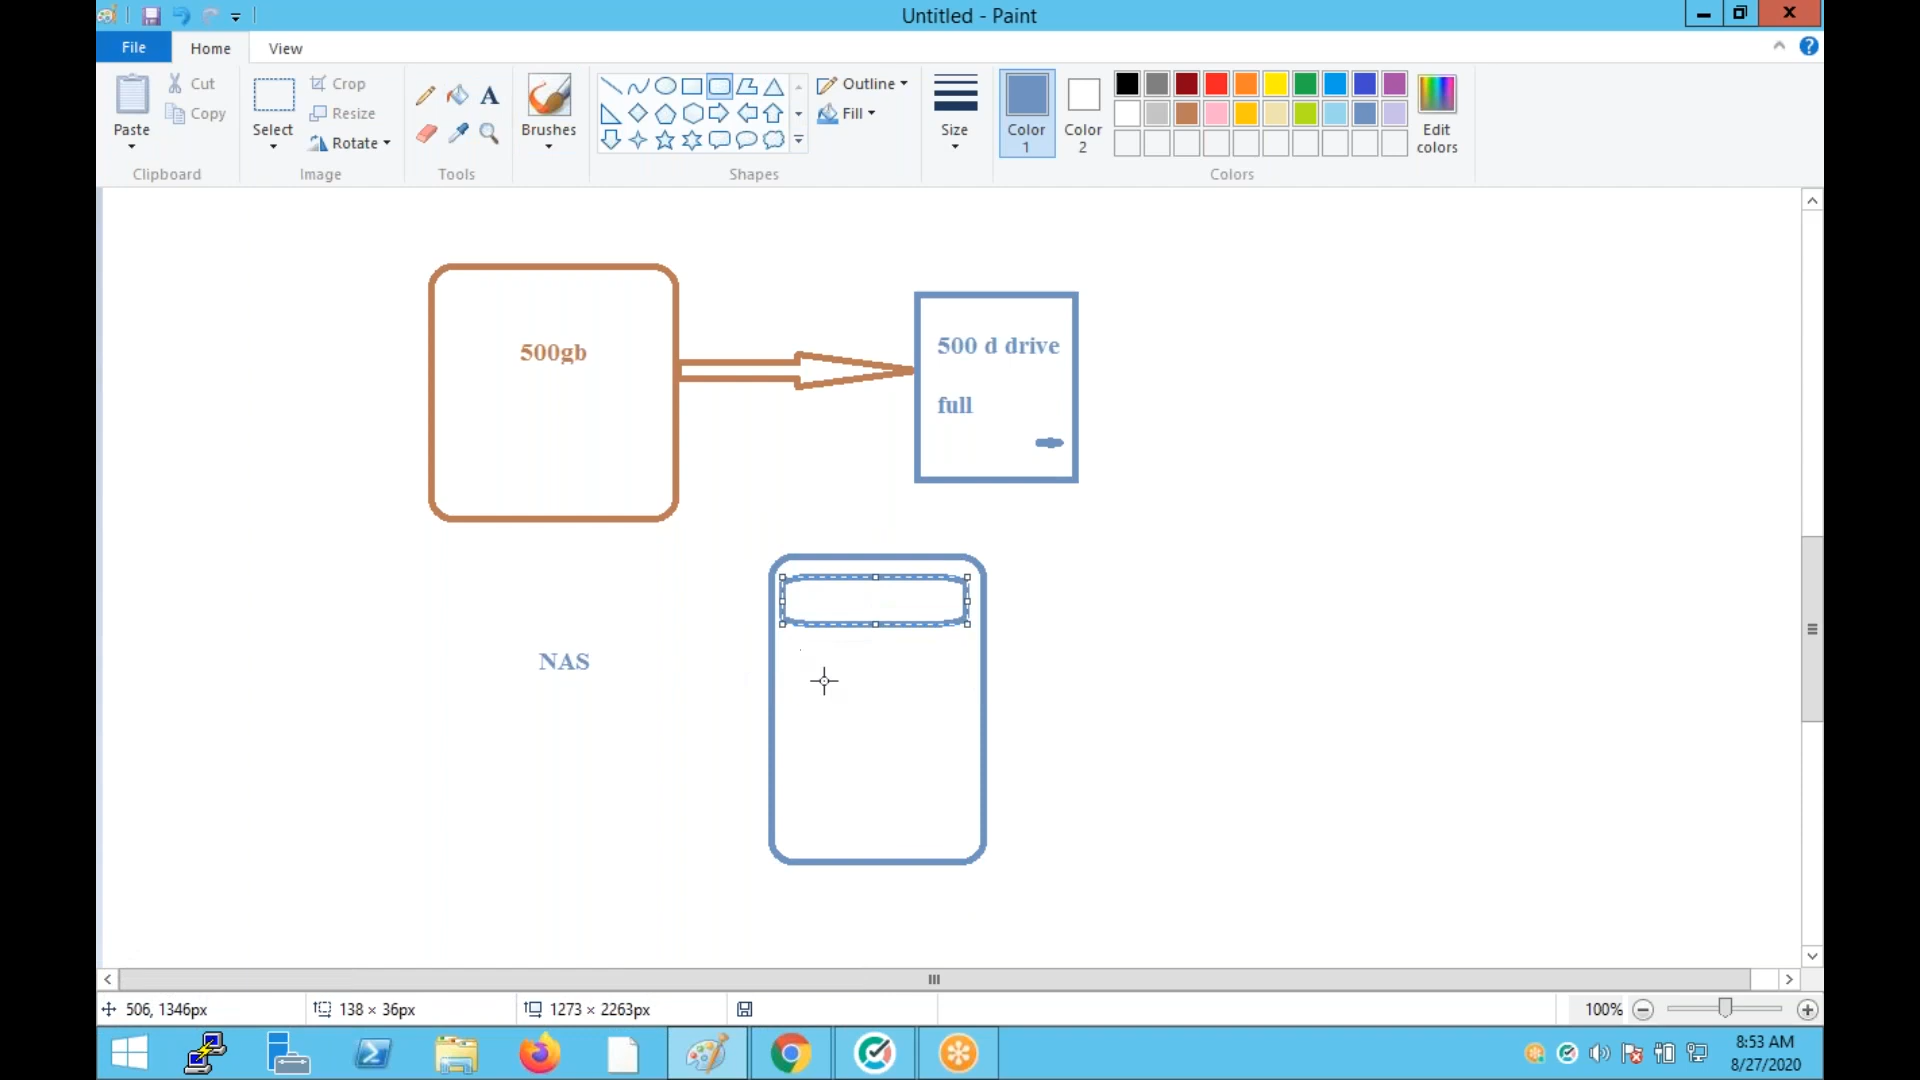 Untitled - Paint
File
Home
View
Paste
Cut
Copy
Clipboard
Select
Crop
Resize
Rotate
Image
A
Tools
Brushes
Shapes
Outline
Fill
Size
Color
1
Color
2
Edit
colors
Colors
500gb
500 d drive
full
NAS
506, 1346px
138 × 36px
1273 × 2263px
100%
8:53 AM
8/27/2020